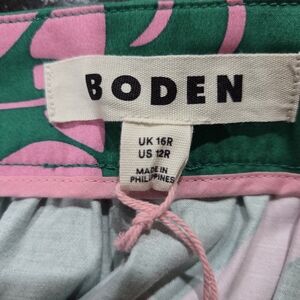 BODEN
UK 16R
US 12R
MADE IN
PHILIPPINES